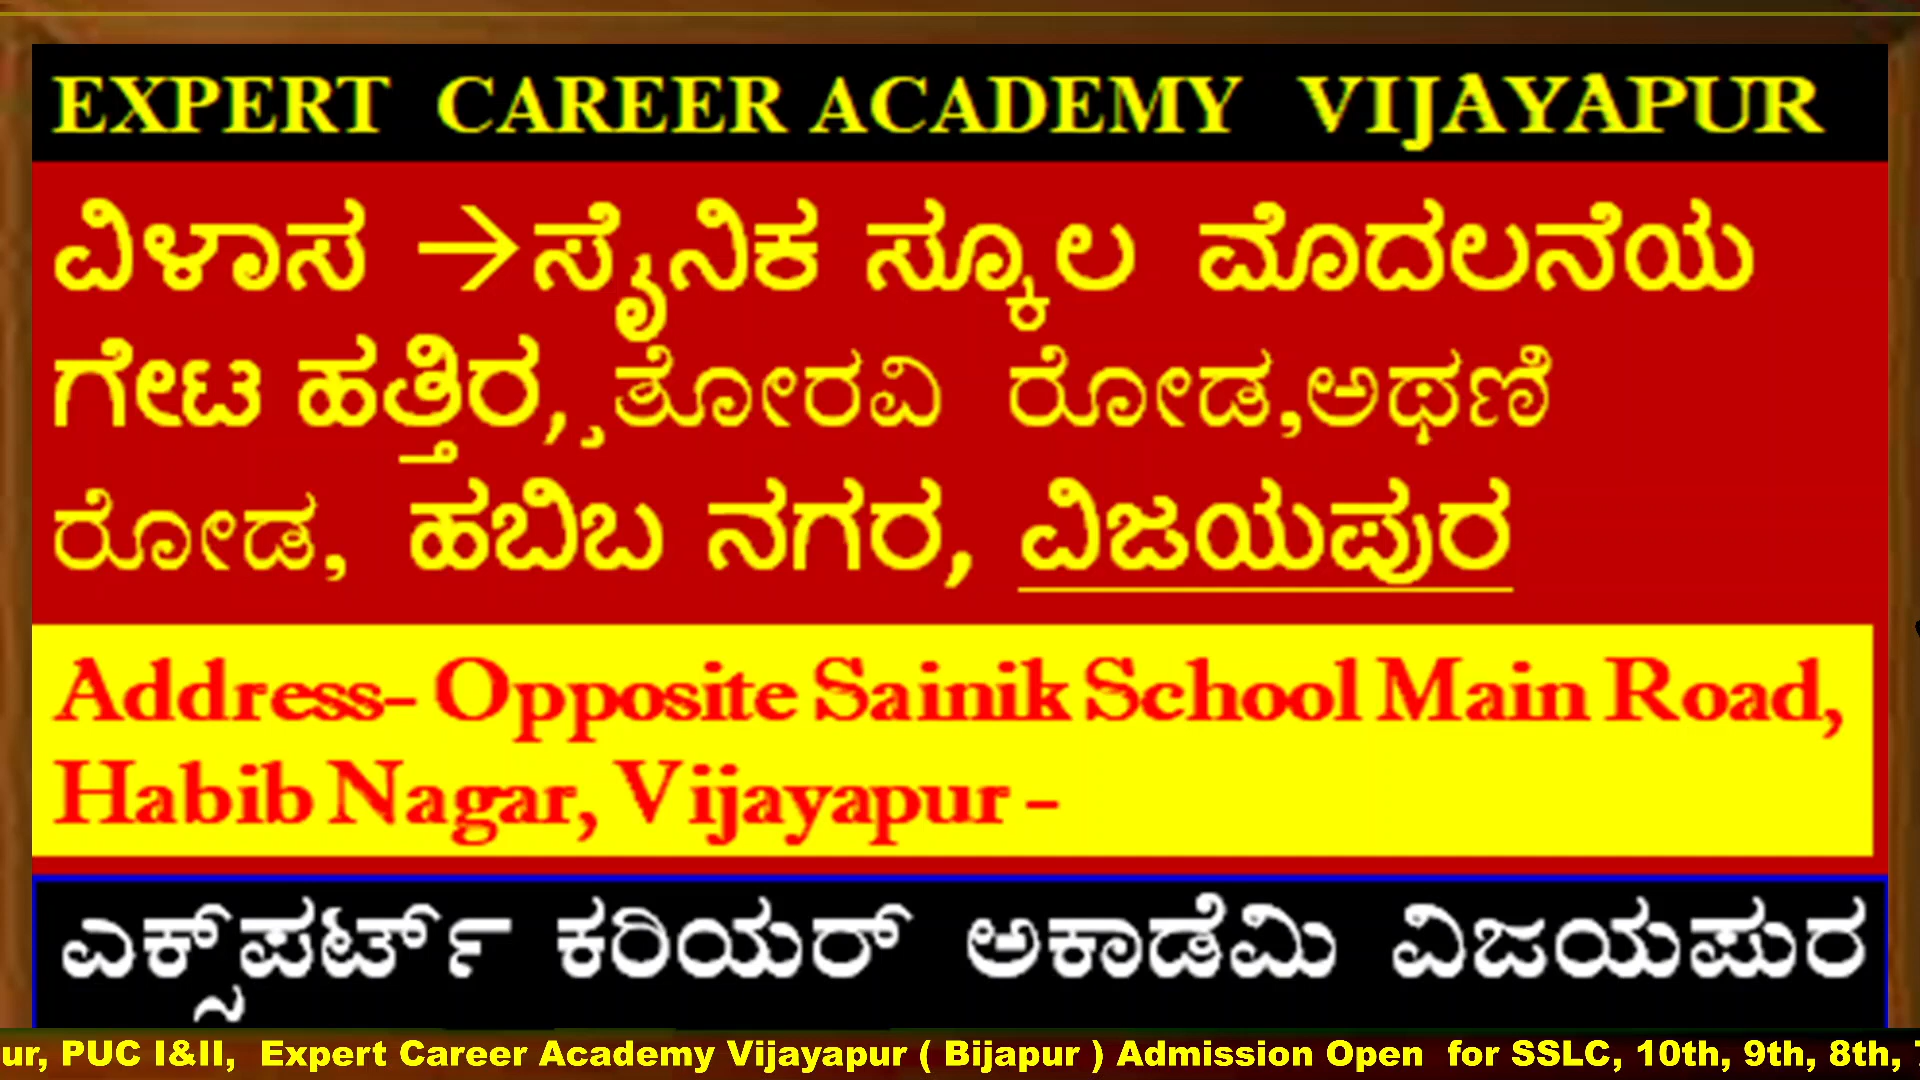 EXPERT CAREER ACADEMY VIJAYAPUR
ವಿಳಾಸ →ಸೈನಿಕ ಸ್ಕೂಲ ಮೊದಲನೆಯ
ಗೇಟ ಹತ್ತಿರ,,ತೋರವಿ ರೋಡ,ಅಥಣಿ
ರೋಡ, ಹಬಿಬ ನಗರ, ವಿಜಯಪುರ
Address- Opposite Sainik School Main Road,
Habib Nagar, Vijayapur -
ಎಕ್ಸ್‌ಪರ್ಟ್ ಕರಿಯರ್ ಅಕಾಡೆಮಿ ವಿಜಯಪುರ
ur, PUC I&II, Expert Career Academy Vijayapur ( Bijapur ) Admission Open for SSLC, 10th, 9th, 8th,